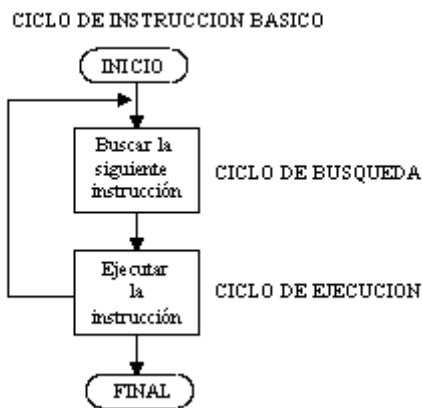 CICLO DE INSTRUCCION BASICO
INICIO
Buscar la
siguiente
instrucción
CICLO DE BUSQUEDA
Ejecutar
la
instrucción
CICLO DE EJECUCION
FINAL